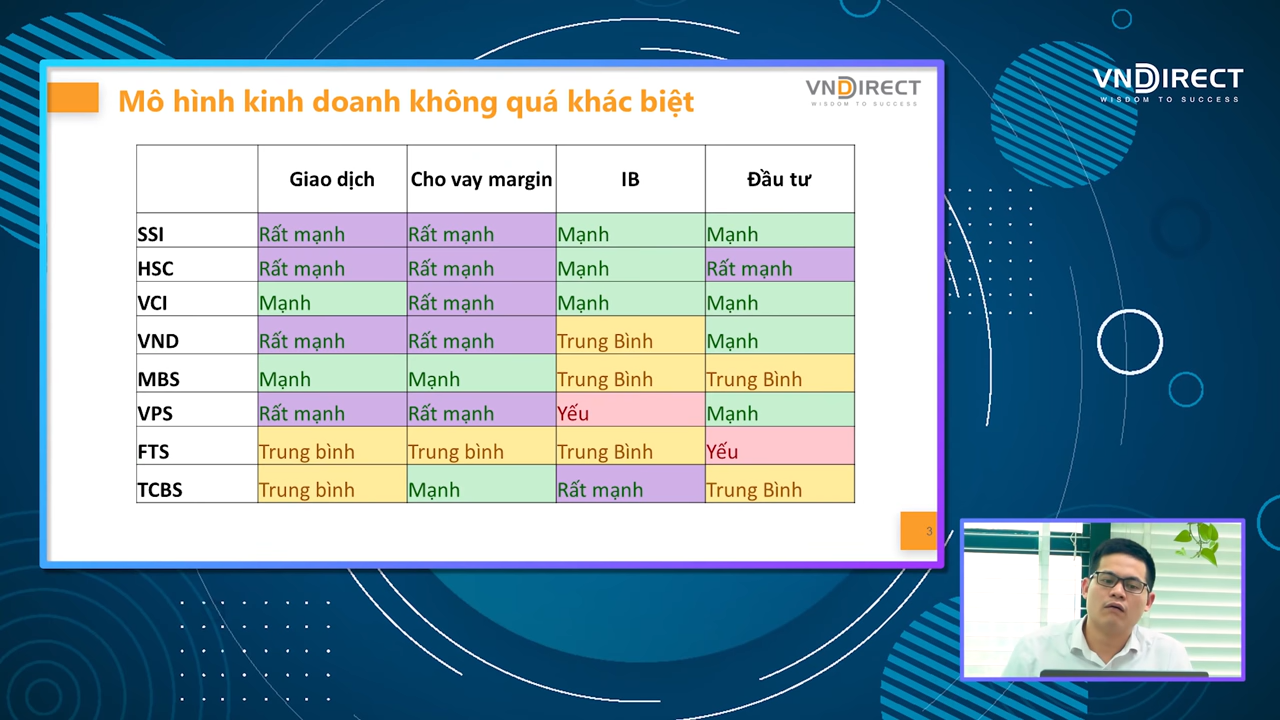 VNDIRECT
WISDOM TO SUCCESS
Mô hình kinh doanh không quá khác biệt
VNDIRECT
WISDOM TO SUCCESS
Giao dịch Cho vay margin IB Đầu tư
SSI Rất mạnh Rất mạnh Mạnh Mạnh
HSC Rất mạnh Rất mạnh Mạnh Rất mạnh
VCI Mạnh Rất mạnh Mạnh Mạnh
VND Rất mạnh Rất mạnh Trung Bình Mạnh
MBS Mạnh Mạnh Trung Bình Trung Bình
VPS Rất mạnh Rất mạnh Yếu Mạnh
FTS Trung bình Trung bình Trung Bình Yếu
TCBS Trung bình Mạnh Rất mạnh Trung Bình
3